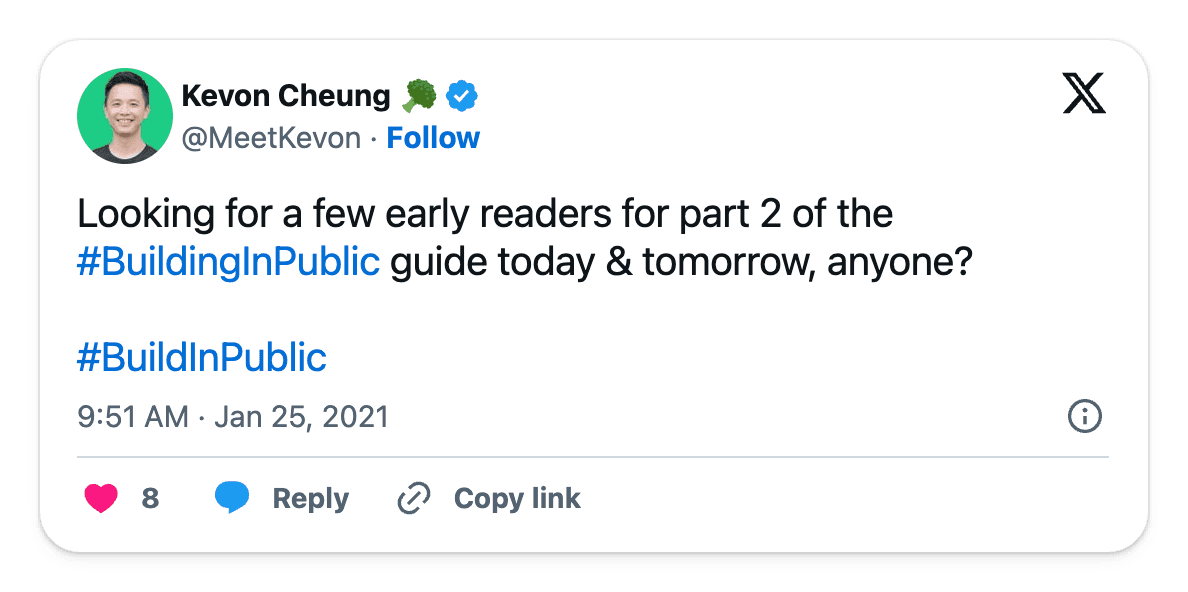 Kevon Cheung 🥦
@MeetKevon · Follow
Looking for a few early readers for part 2 of the
#BuildingInPublic guide today & tomorrow, anyone?
#BuildInPublic
9:51 AM · Jan 25, 2021
8 Reply Copy link